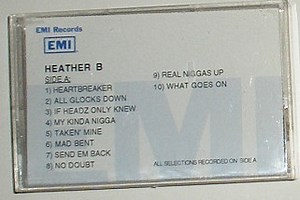 EMI Records
EMI
HEATHER B
SIDE A:
1) HEARTBREAKER
2) ALL GLOCKS DOWN
3) IF HEADZ ONLY KNEW
4) MY KINDA NIGGA
5) TAKEN' MINE
6) MAD BENT
7) SEND EM BACK
8) NO DOUBT
9) REAL NIGGAS UP
10) WHAT GOES ON
ALL SELECTIONS RECORDED ON SIDE A
EMI